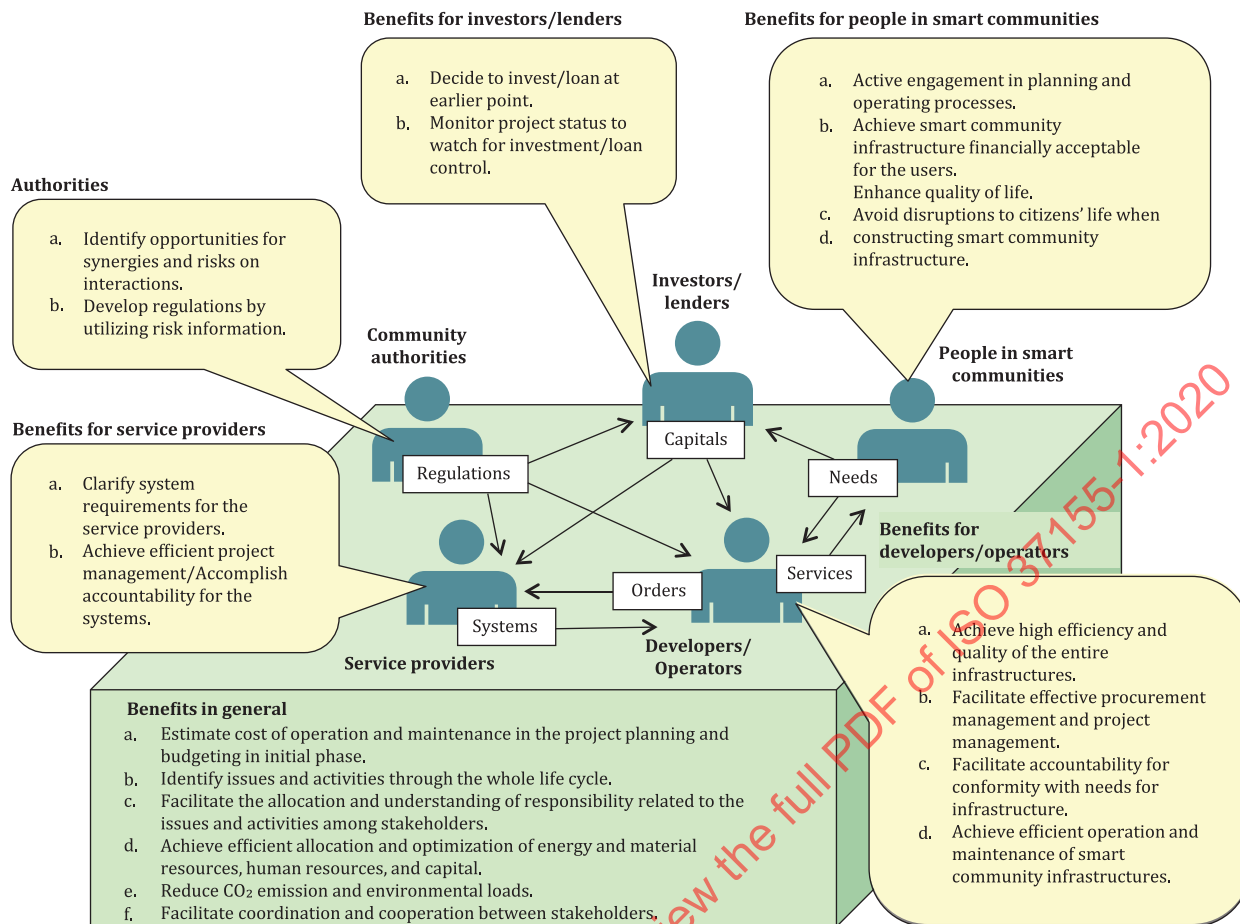 Benefits for investors/lenders
a. Decide to invest/loan at
earlier point.
b. Monitor project status to
watch for investment/loan
control.
Benefits for people in smart communities
a. Active engagement in planning and
operating processes.
b. Achieve smart community
infrastructure financially acceptable
for the users.
Enhance quality of life.
c. Avoid disruptions to citizens’ life when
d. constructing smart community
infrastructure.
Authorities
a. Identify opportunities for
synergies and risks on
interactions.
b. Develop regulations by
utilizing risk information.
Investors/
lenders
Community
authorities
People in smart
communities
Benefits for service providers
a. Clarify system
requirements for the
service providers.
b. Achieve efficient project
management/Accomplish
accountability for the
systems.
Capitals
Regulations
Needs
Benefits for
developers/operators
Services
Orders
Systems
Service providers
Developers/
Operators
a. Achieve high efficiency and
quality of the entire
infrastructures.
b. Facilitate effective procurement
management and project
management.
c. Facilitate accountability for
conformity with needs for
infrastructure.
d. Achieve efficient operation and
maintenance of smart
community infrastructures.
Benefits in general
a. Estimate cost of operation and maintenance in the project planning and
budgeting in initial phase.
b. Identify issues and activities through the whole life cycle.
c. Facilitate the allocation and understanding of responsibility related to the
issues and activities among stakeholders.
d. Achieve efficient allocation and optimization of energy and material
resources, human resources, and capital.
e. Reduce CO₂ emission and environmental loads.
f. Facilitate coordination and cooperation between stakeholders.
the full PDF of ISO 37155-1:2020